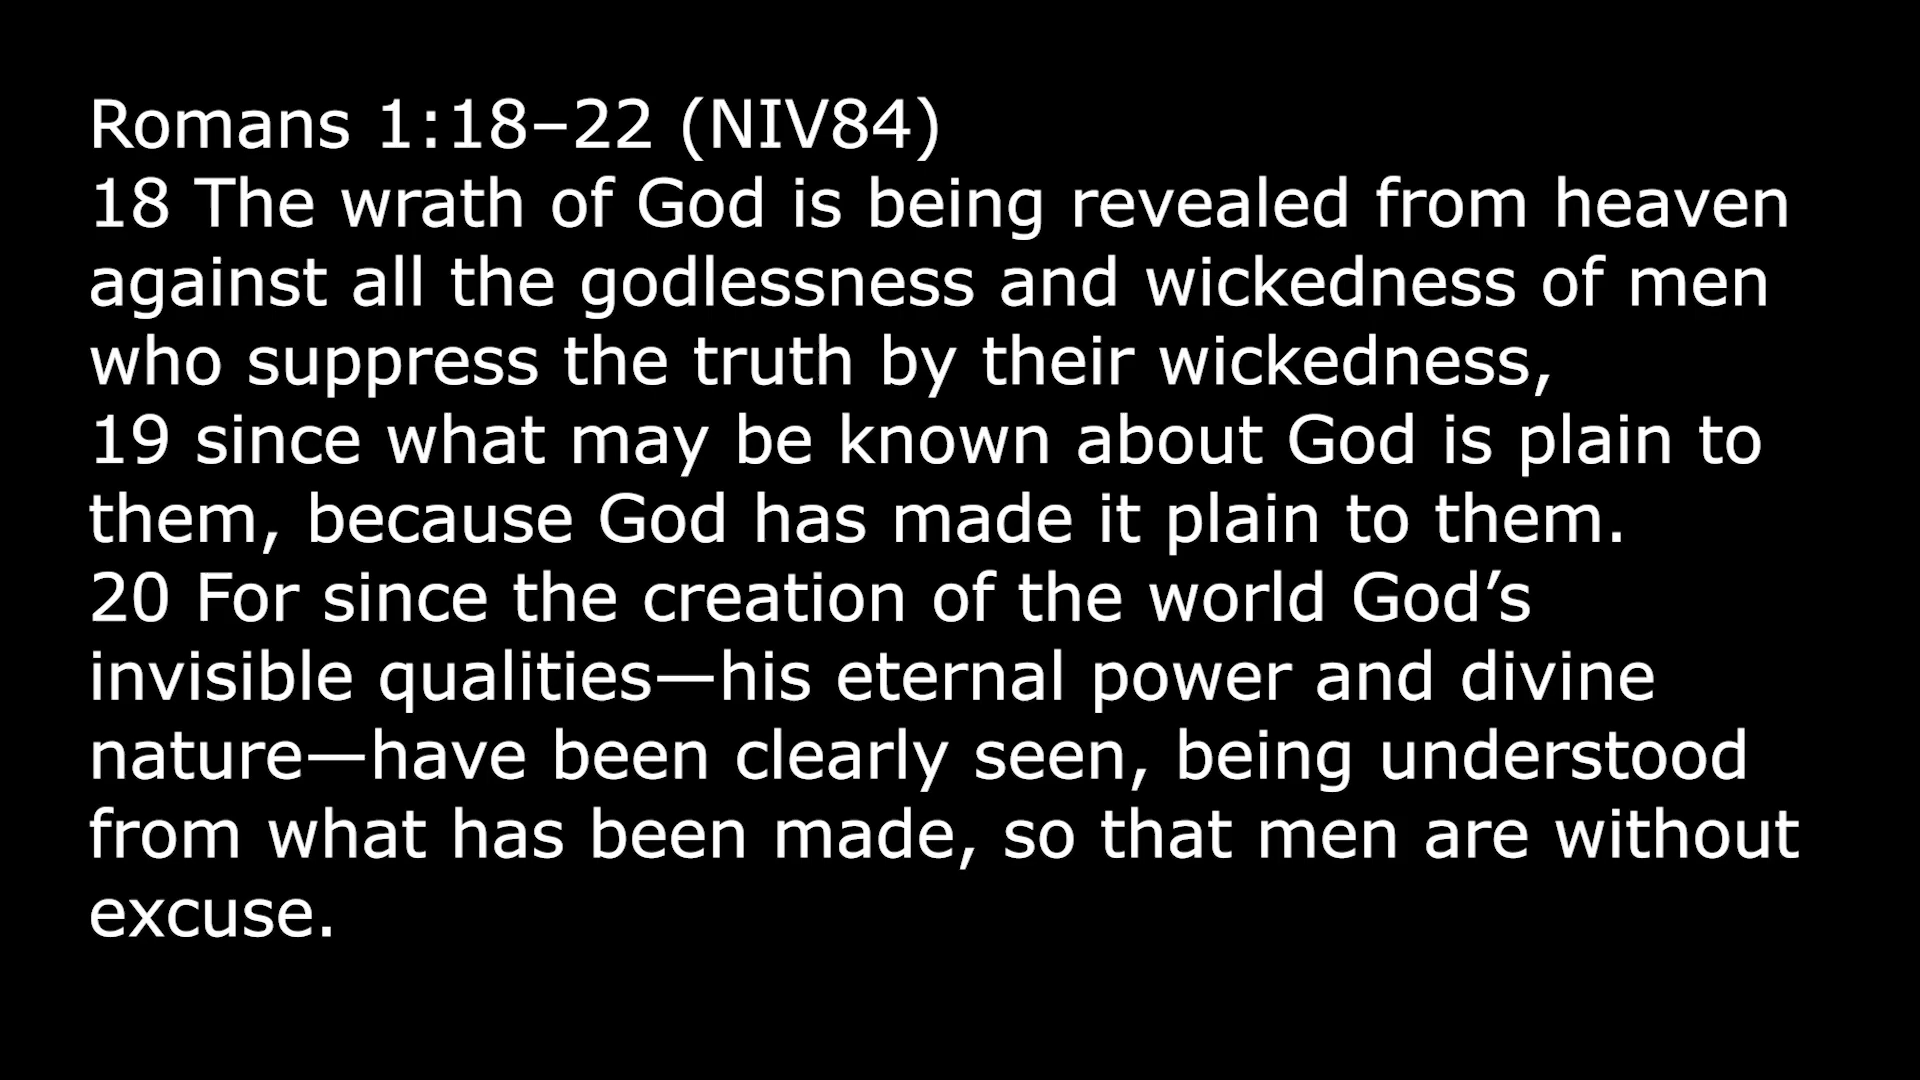 Romans 1:18–22 (NIV84)
18 The wrath of God is being revealed from heaven
against all the godlessness and wickedness of men
who suppress the truth by their wickedness,
19 since what may be known about God is plain to
them, because God has made it plain to them.
20 For since the creation of the world God’s
invisible qualities—his eternal power and divine
nature—have been clearly seen, being understood
from what has been made, so that men are without
excuse.